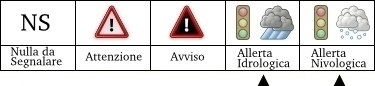 NS
Nulla da
Segnalare
Attenzione
Avviso
Allerta
Idrologica
Allerta
Nivologica